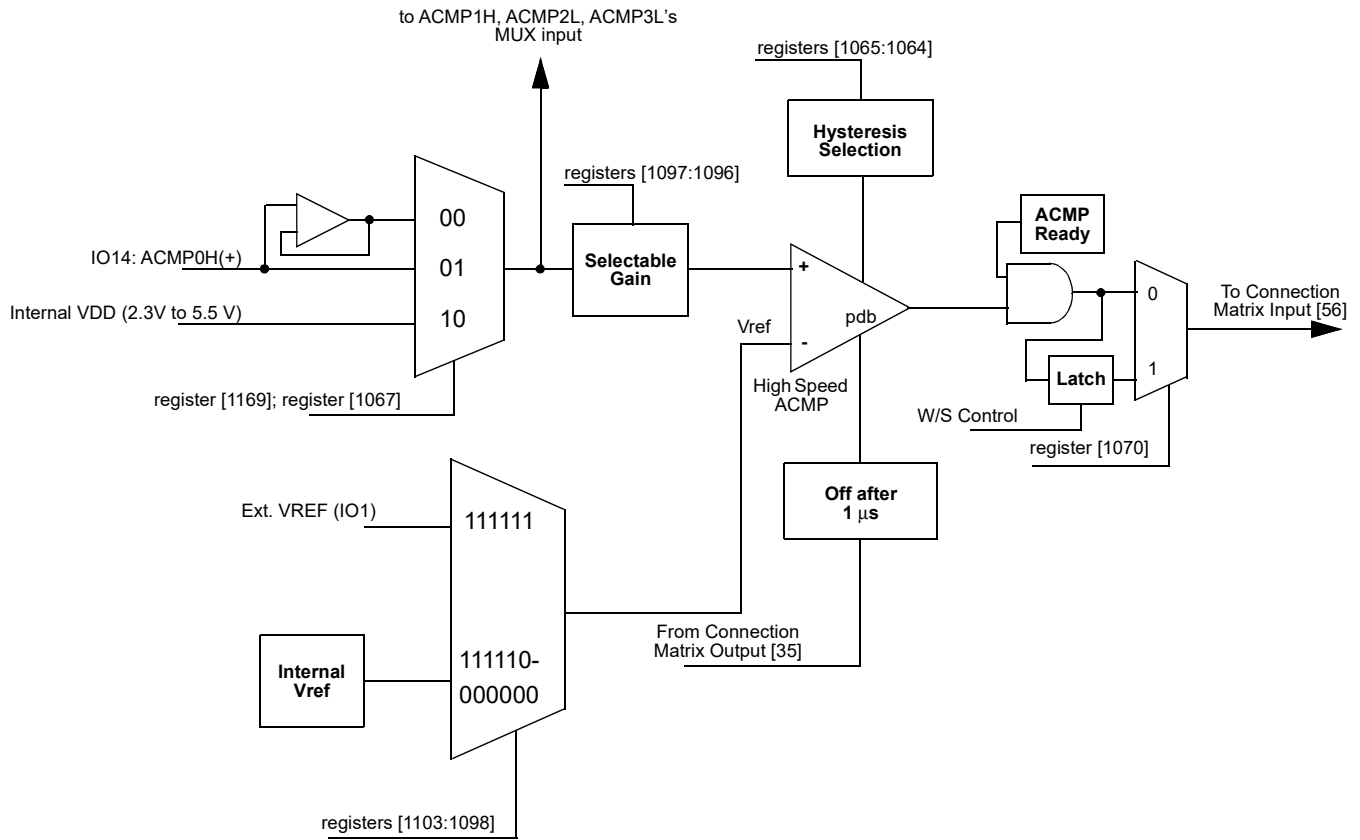 to ACMP1H, ACMP2L, ACMP3L's
MUX input
registers [1065:1064]
Hysteresis
Selection
registers [1097:1096]
ACMP
Ready
00
IO14: ACMP0H(+)
01
Selectable
Gain
+
Internal VDD (2.3V to 5.5 V)
10
Vref
pdb
-
0
To Connection
Matrix Input [56]
High Speed
ACMP
Latch
1
register [1169]; register [1067]
W/S Control
register [1070]
Off after
1 μs
Ext. VREF (IO1)
111111
From Connection
Matrix Output [35]
Internal
Vref
111110-
000000
registers [1103:1098]